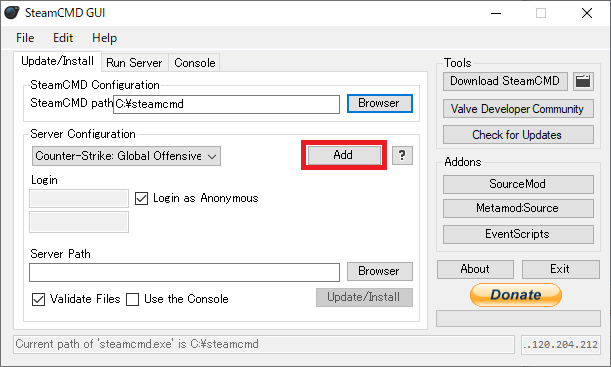 SteamCMD GUI
File Edit Help
Update/Install Run Server Console
SteamCMD Configuration
SteamCMD path C:¥steamcmd Browser
Server Configuration
Counter-Strike: Global Offensive Add ?
Login
Login as Anonymous
Server Path
Browser
Validate Files Use the Console Update/Install
Tools
Download SteamCMD
Valve Developer Community
Check for Updates
Addons
SourceMod
Metamod:Source
EventScripts
About Exit
Donate
Current path of 'steamcmd.exe' is C:¥steamcmd
.120.204.212